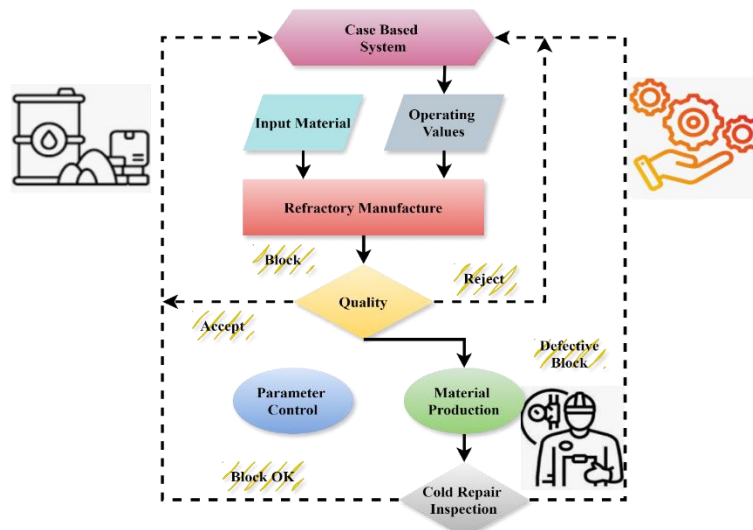 Case Based
System
Input Material
Operating
Values
Refractory Manufacture
Block
Reject
Quality
Accept
Defective
Block
Parameter
Control
Material
Production
Block OK
Cold Repair
Inspection